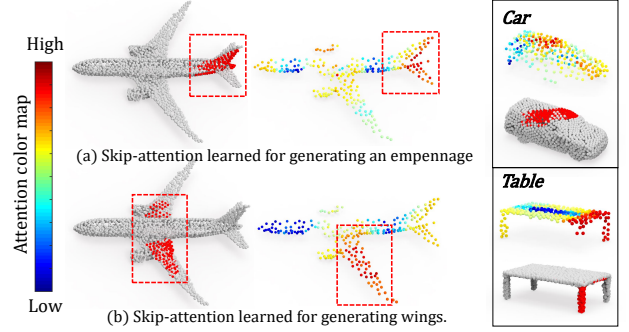 High
Attention color map
Low
(a) Skip-attention learned for generating an empennage
(b) Skip-attention learned for generating wings.
Car
Table